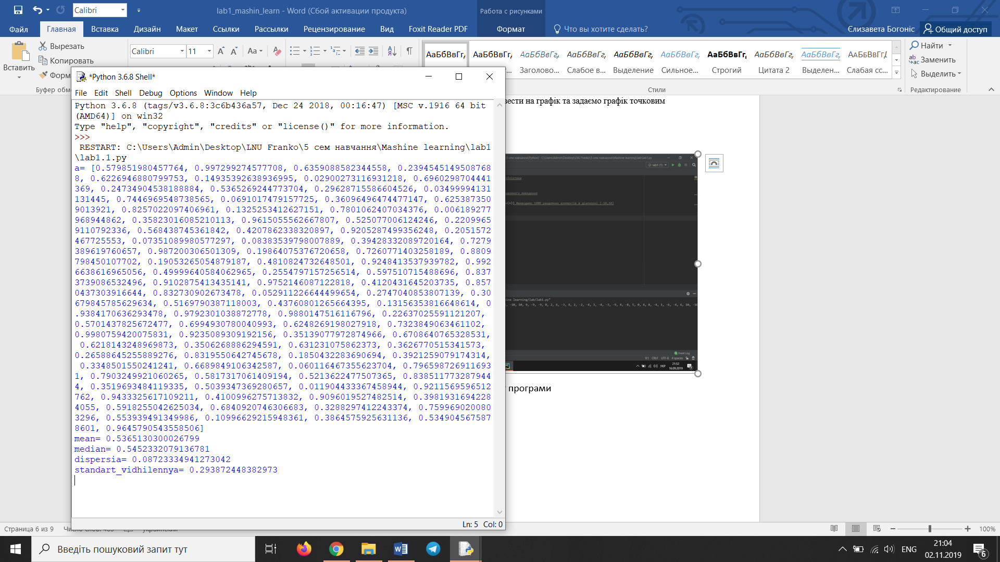 Calibri
lab1_mashin_learn - Word (Сбой активации продукта)
Работа с рисунками
Файл Главная Вставка Дизайн Макет Ссылки Рассылки Рецензирование Вид Foxit Reader PDF Формат Что вы хотите сделать? Єлизавета Богоніс Общий доступ
Вставить
Вырезать
Копировать
Calibri 11
АаБбВвГг, АаБбВвГг, АаБбВвГг, АаБбВвГг, АаБбВвГг, АаБбВвГг, АаБбВвГг, АаБбВвГг, АаБбВвГг, АаБбВвГг
Заголово... Слабое в... Выделение Сильное... Строгий Цитата 2 Выделен... Слабая сс...
Стили
Найти
Заменить
Выделить
Редактирование
*Python 3.6.8 Shell*
File Edit Shell Debug Options Window Help
Python 3.6.8 (tags/v3.6.8:3c6b436a57, Dec 24 2018, 00:16:47) [MSC v.1916 64 bit
(AMD64)] on win32
Type "help", "copyright", "credits" or "license()" for more information.
>>>
RESTART: C:\Users\Admin\Desktop\LNU Franko\5 сем навчання\Mashine learning\lab1
\lab1.1.py
a= [0.579851980457764, 0.997299274577708, 0.6359088582344558, 0.2394545149508768
8, 0.6226946880799753, 0.14935392638936995, 0.02900273116931218, 0.6960298704441
369, 0.24734904538188884, 0.5365269244773704, 0.29628715586604526, 0.03499994131
131445, 0.7446969548738565, 0.0691017479157725, 0.36096496474477147, 0.625387350
9013921, 0.8257022097406961, 0.1325253412627151, 0.7801062407034376, 0.006189277
968944862, 0.35823016085210113, 0.9615055562667807, 0.525077006124246, 0.2209965
9110792336, 0.568438745361842, 0.4207862338320897, 0.9205287499356248, 0.2051572
467725553, 0.07351089980577297, 0.08383539798007889, 0.39428332089720164, 0.7279
389619760657, 0.987200306501309, 0.19864075376720658, 0.7260771403258189, 0.8809
798450107702, 0.19053265054879187, 0.4810824732648501, 0.9248413537939782, 0.992
6638616965056, 0.49999640584062965, 0.2554797157256514, 0.597510715488696, 0.837
3739086532496, 0.9102875413435141, 0.9752146087122818, 0.4120431645203735, 0.857
0437303916644, 0.832730902673478, 0.052911226644499654, 0.2747040853807139, 0.30
679845785629634, 0.5169790387118003, 0.43760801265664395, 0.13156353816648614, 0
.9384170636293478, 0.9792301038872778, 0.9880147516116796, 0.22637025591121207,
0.5701437825672477, 0.6994930780040993, 0.6248269198027918, 0.7323849063461102,
0.9980759420075831, 0.9235089309192156, 0.35139077972874966, 0.6708640765328531,
0.6218143248969873, 0.3506268886294591, 0.631231075862373, 0.3626770515341573,
0.26588645255889276, 0.8319550642745678, 0.1850432283690694, 0.3921259079174314,
0.3348501550241241, 0.6689849106342587, 0.060116467355623704, 0.796598726911693
1, 0.7903249921060265, 0.5817317061409194, 0.5213622477507365, 0.838511773287944
4, 0.3519693484119335, 0.5039347369280657, 0.011904433367458944, 0.9211569596512
762, 0.9433325617109211, 0.4100996275713832, 0.9096019527482514, 0.3981931694228
4055, 0.5918255042625034, 0.6840920746306683, 0.3288297412243374, 0.759969020080
3296, 0.553939491349986, 0.10996629215948361, 0.3864575925631136, 0.534904567587
8601, 0.9645790543558506]
mean= 0.5365130300026799
median= 0.5452332079136781
dispersia= 0.08723334941273042
standart_vidhilennya= 0.293872448382973
Ln: 5 Col: 0
вести на графік та задаємо графік точковим
програми
Страница 6 из 9
100%
Введіть пошуковий запит тут
ENG
21:04
02.11.2019
6